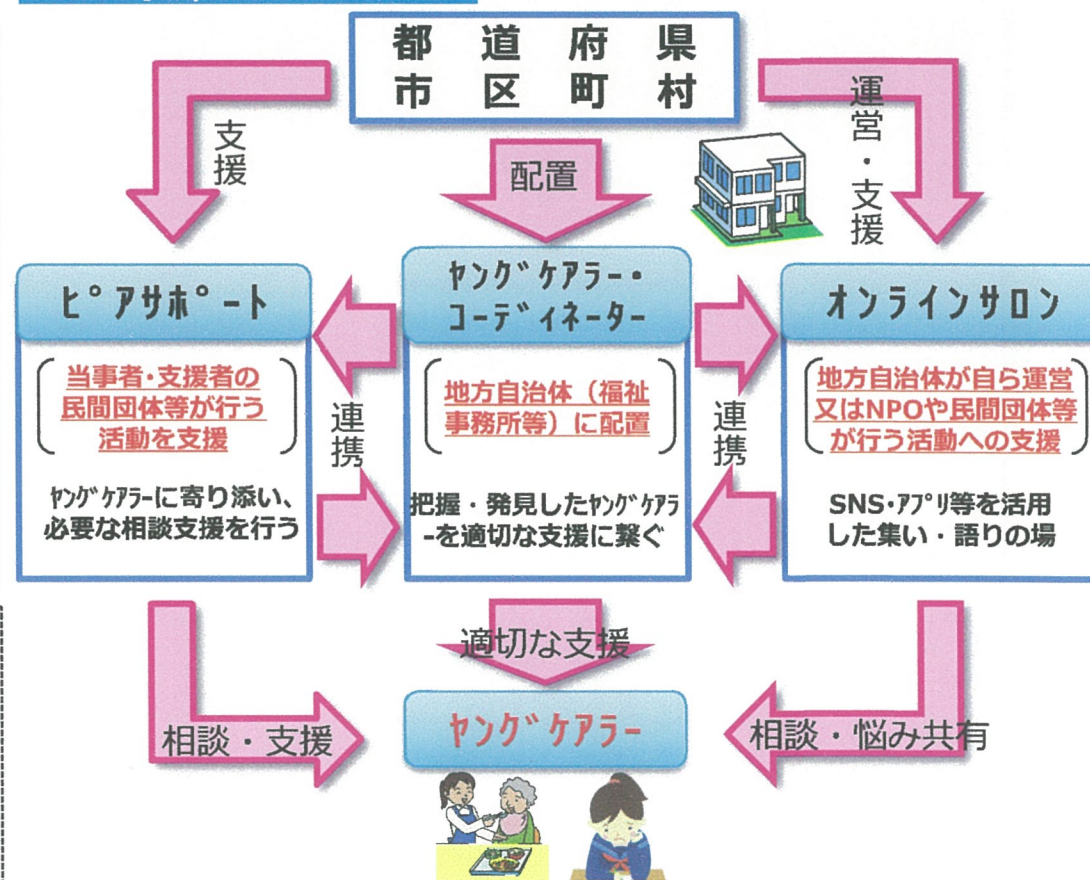 都道府県
市区町村
支援
配置
運営・支援
ﾋﾟｱｻﾎﾟｰﾄ
ﾔﾝｸﾞｹｱﾗｰ・
ｺｰﾃﾞｨﾈｰﾀｰ
オンラインサロン
当事者・支援者の
民間団体等が行う
活動を支援
ﾔﾝｸﾞｹｱﾗｰに寄り添い、
必要な相談支援を行う
連携
地方自治体（福祉
事務所等）に配置
把握・発見したﾔﾝｸﾞｹｱﾗ
ｰを適切な支援に繋ぐ
連携
地方自治体が自ら運営
又はNPOや民間団体等
が行う活動への支援
SNS・ｱﾌﾟﾘ等を活用
した集い・語りの場
適切な支援
相談・支援
ﾔﾝｸﾞｹｱﾗｰ
相談・悩み共有